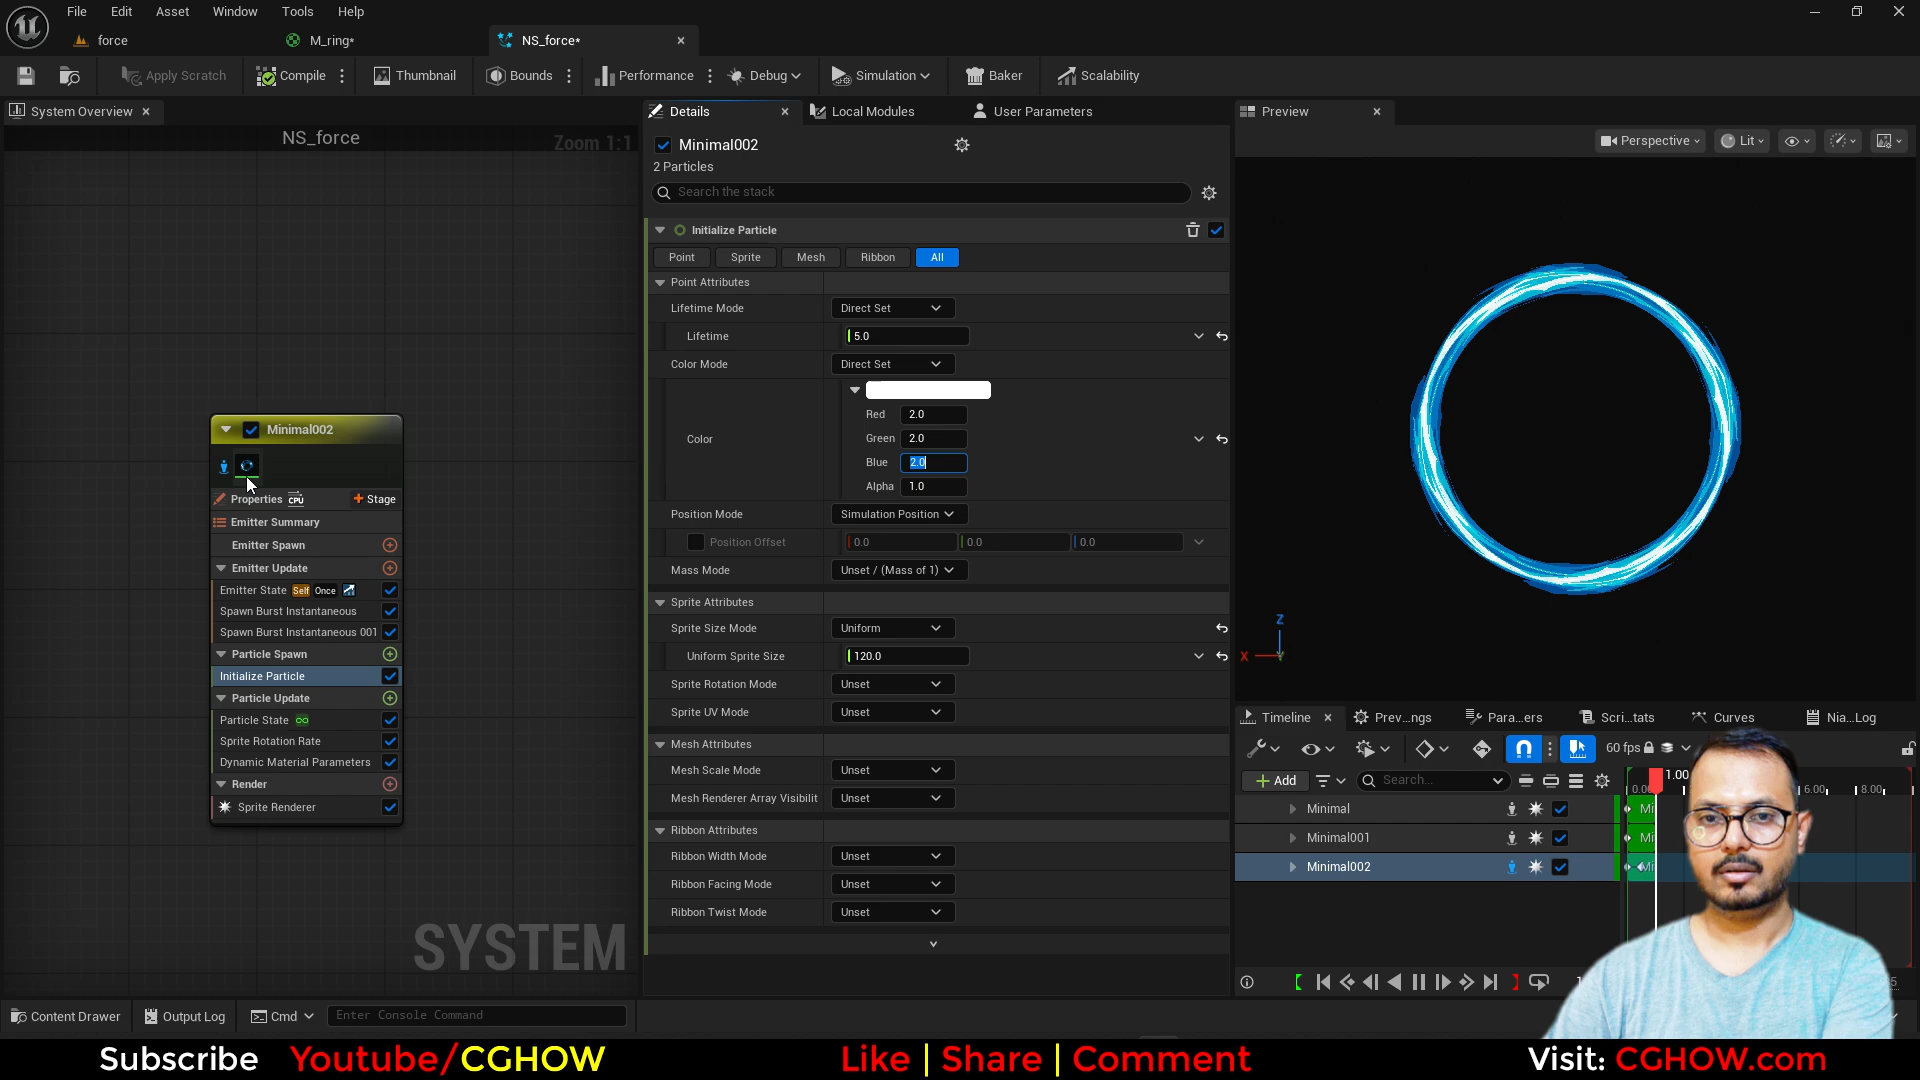 File Edit Asset Window Tools Help
force M_ring* NS_force*
Apply Scratch Compile Thumbnail Bounds Performance Debug Simulation Baker Scalability
System Overview
NS_force Zoom 1:1
Minimal002
Properties CPU Stage
Emitter Summary
Emitter Spawn
Emitter Update
Emitter State Self Once
Spawn Burst Instantaneous
Spawn Burst Instantaneous 001
Particle Spawn
Initialize Particle
Particle Update
Particle State
Sprite Rotation Rate
Dynamic Material Parameters
Render
Sprite Renderer
SYSTEM
Details Local Modules User Parameters
Minimal002
2 Particles
Search the stack
Initialize Particle
Point Sprite Mesh Ribbon All
Point Attributes
Lifetime Mode Direct Set
Lifetime 5.0
Color Mode Direct Set
Red 2.0
Green 2.0
Color
Blue 2.0
Alpha 1.0
Position Mode Simulation Position
Position Offset 0.0 0.0 0.0
Mass Mode Unset / (Mass of 1)
Sprite Attributes
Sprite Size Mode Uniform
Uniform Sprite Size 120.0
Sprite Rotation Mode Unset
Sprite UV Mode Unset
Mesh Attributes
Mesh Scale Mode Unset
Mesh Renderer Array Visibilit Unset
Ribbon Attributes
Ribbon Width Mode Unset
Ribbon Facing Mode Unset
Ribbon Twist Mode Unset
Preview
Perspective Lit
Z
X Y
Timeline Prev...ngs Para...ers Scri...tats Curves Nia...Log
60 fps
Add Search... 0.00 1.00 6.00 8.00
Minimal Mi
Minimal001 Mi
Minimal002 Mi
Content Drawer Output Log Cmd Enter Console Command
Subscribe Youtube/CGHOW Like | Share | Comment Visit: CGHOW.com